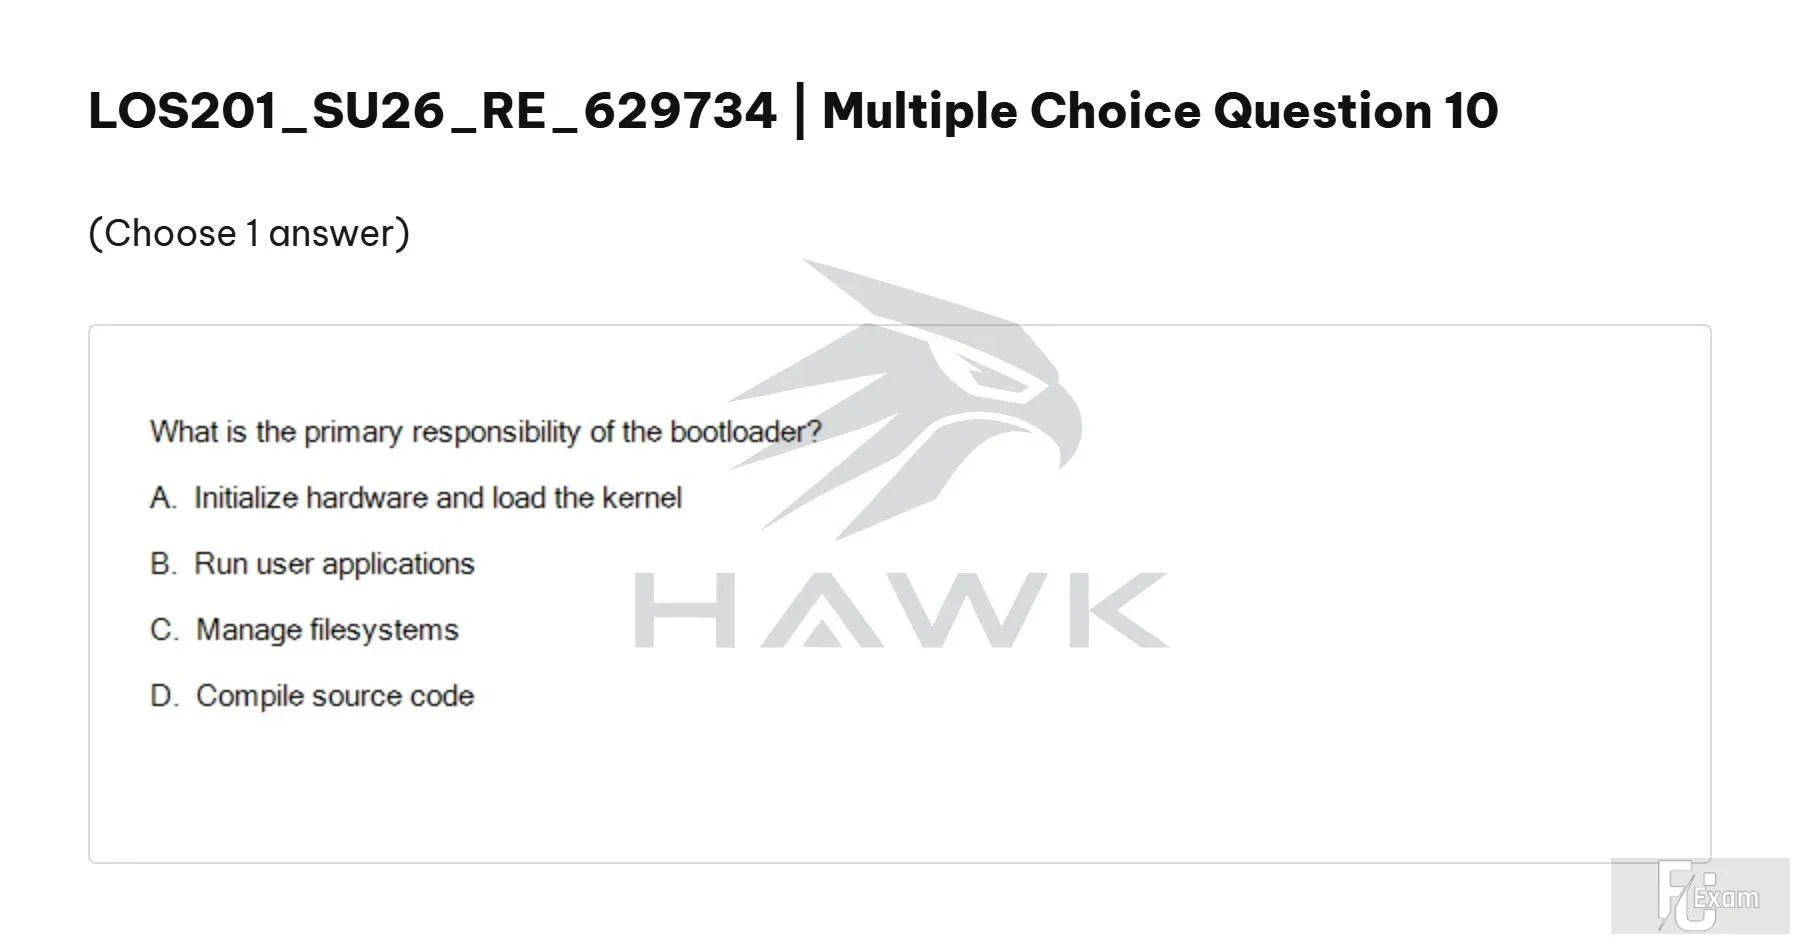 LOS201_SU26_RE_629734 | Multiple Choice Question 10
(Choose 1 answer)
What is the primary responsibility of the bootloader?
A. Initialize hardware and load the kernel
B. Run user applications
C. Manage filesystems
D. Compile source code
HAWK
FU Exam